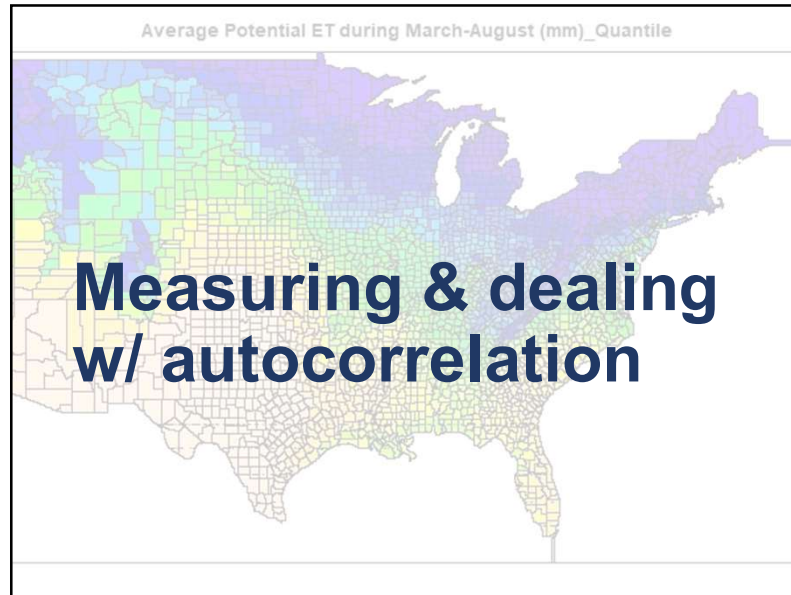 Average Potential ET during March-August (mm)_Quantile
Measuring & dealing
w/ autocorrelation